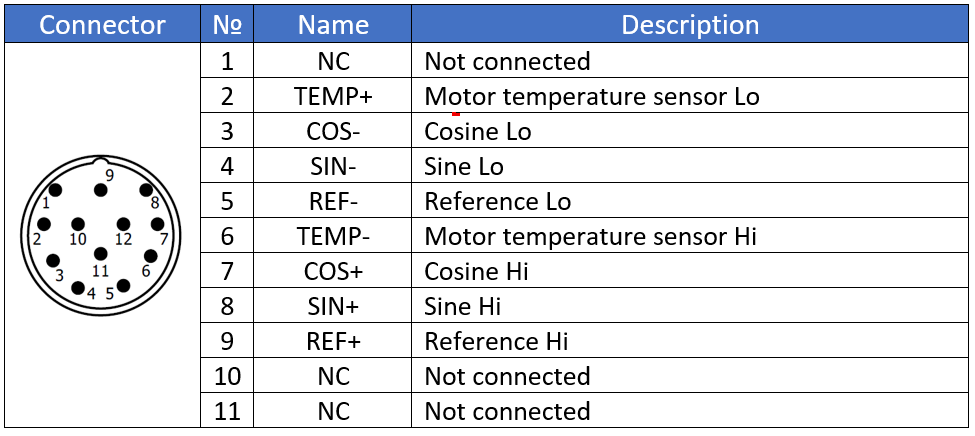 Connector № Name Description
1 NC Not connected
2 TEMP+ Motor temperature sensor Lo
3 COS- Cosine Lo
4 SIN- Sine Lo
5 REF- Reference Lo
6 TEMP- Motor temperature sensor Hi
7 COS+ Cosine Hi
8 SIN+ Sine Hi
9 REF+ Reference Hi
10 NC Not connected
11 NC Not connected
9
1 8
2 10 12 7
3 11 6
4 5